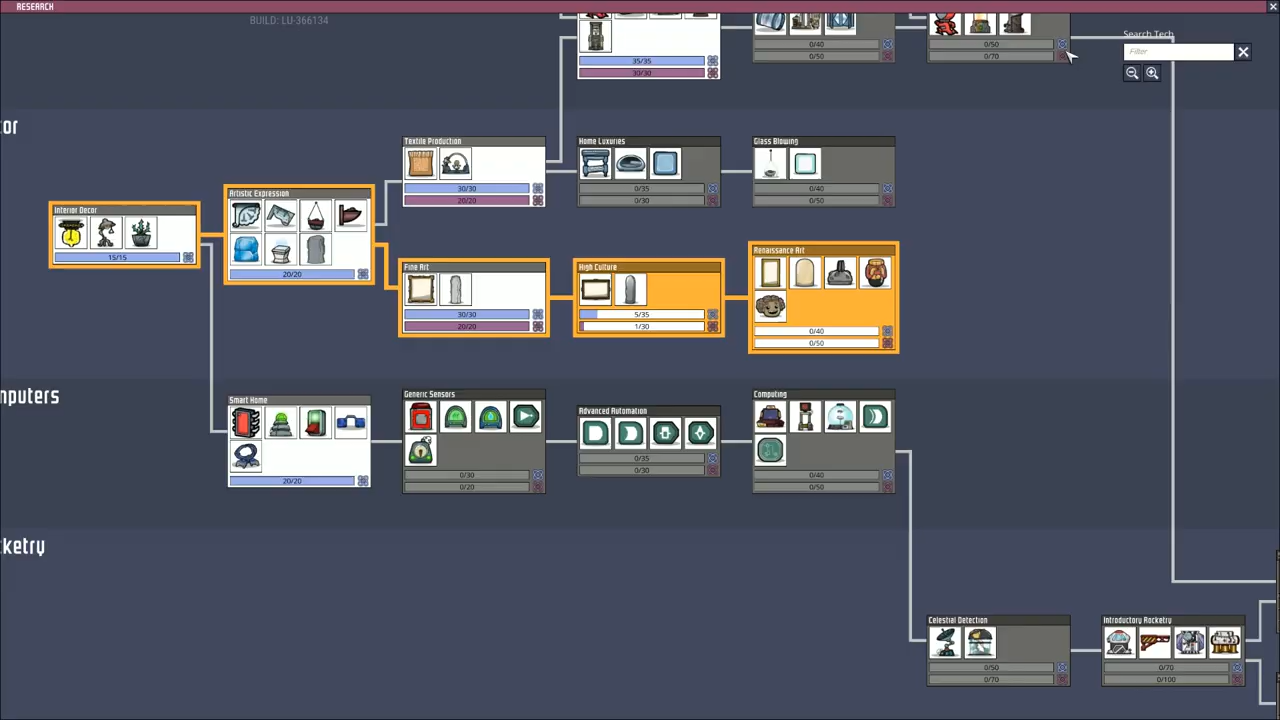 RESEARCH
BUILD: LU-366134
0/40
0/50
0/50
0/70
Search Tech
Filter
35/35
30/30
or
Textile Production
30/30
20/20
Home Luxuries
0/35
0/30
Glass Blowing
0/40
0/50
Interior Decor
15/15
Artistic Expression
20/20
Fine Art
30/30
20/20
High Culture
5/35
1/30
Renaissance Art
0/40
0/50
mputers
Smart Home
20/20
Generic Sensors
0/30
0/20
Advanced Automation
0/35
0/30
Computing
0/40
0/50
cketry
Celestial Detection
0/50
0/70
Introductory Rocketry
0/70
0/100